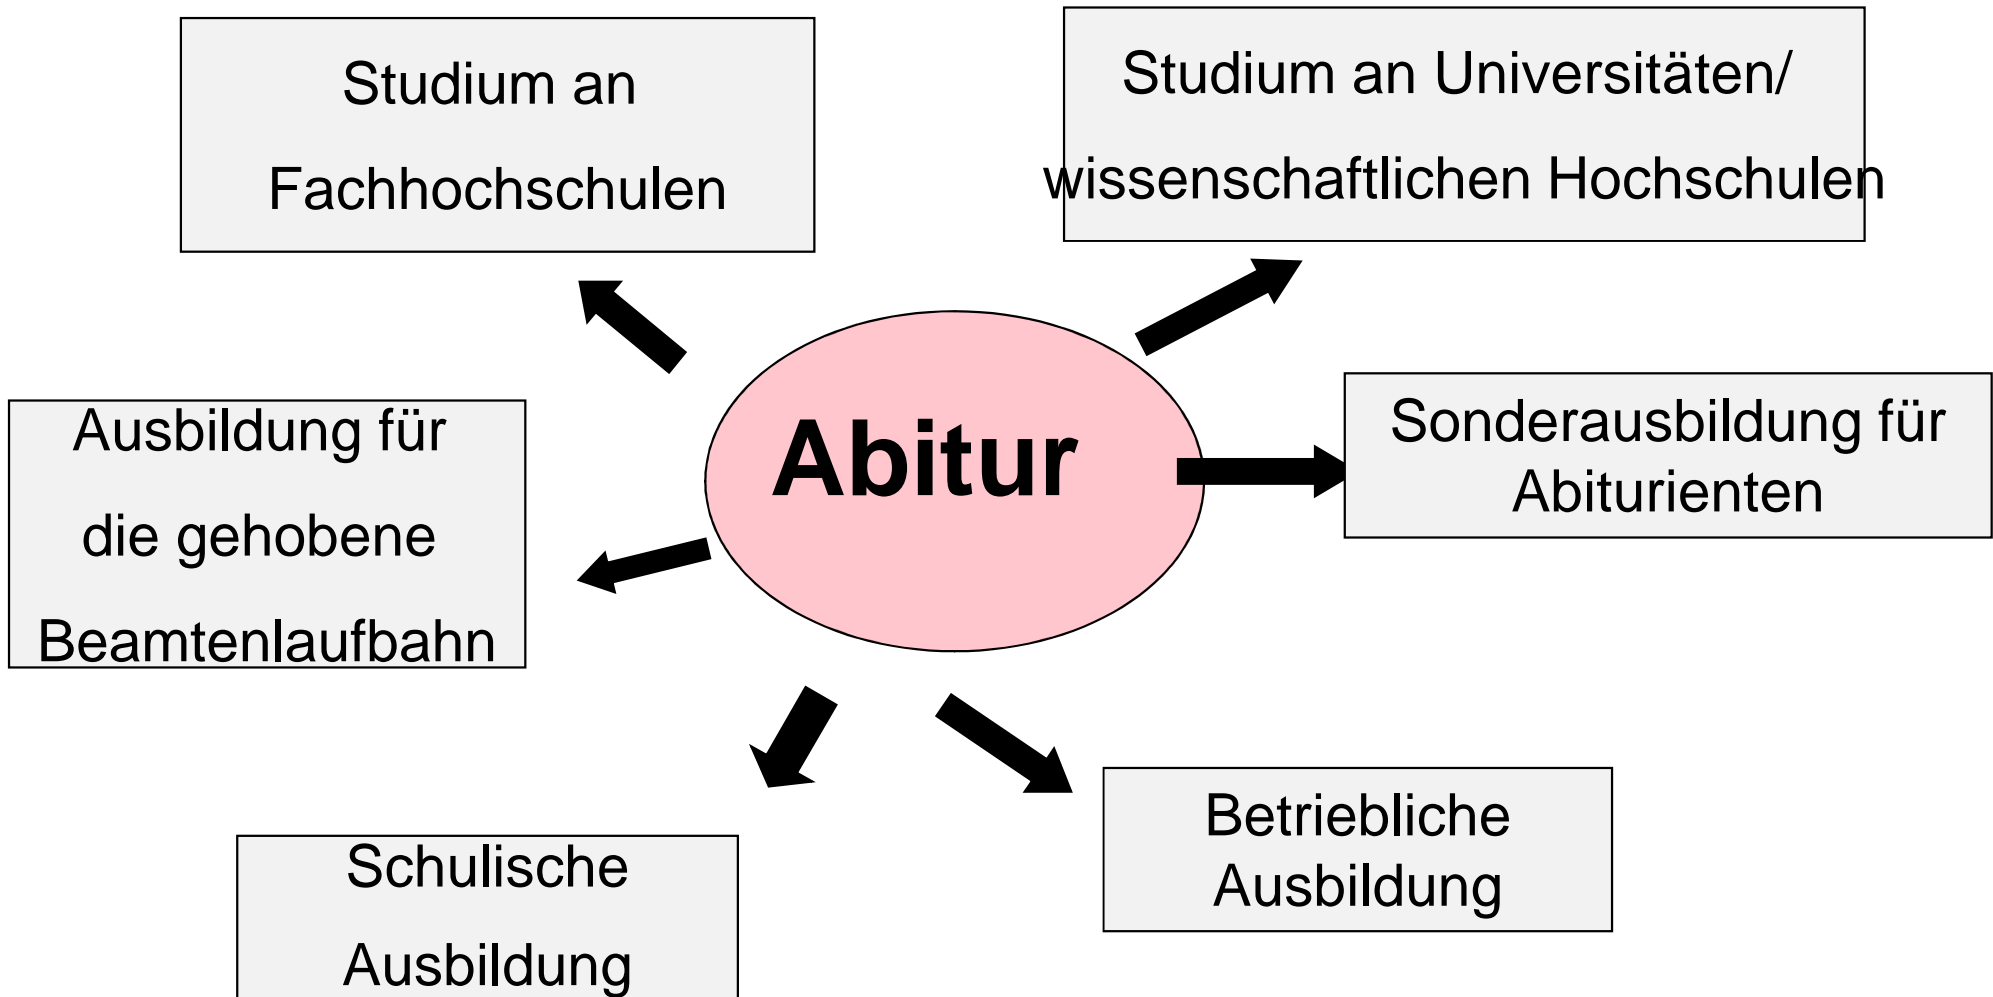 Studium an
Fachhochschulen
Studium an Universitäten/
wissenschaftlichen Hochschulen
Abitur
Ausbildung für
die gehobene
Beamtenlaufbahn
Sonderausbildung für
Abiturienten
Schulische
Ausbildung
Betriebliche
Ausbildung